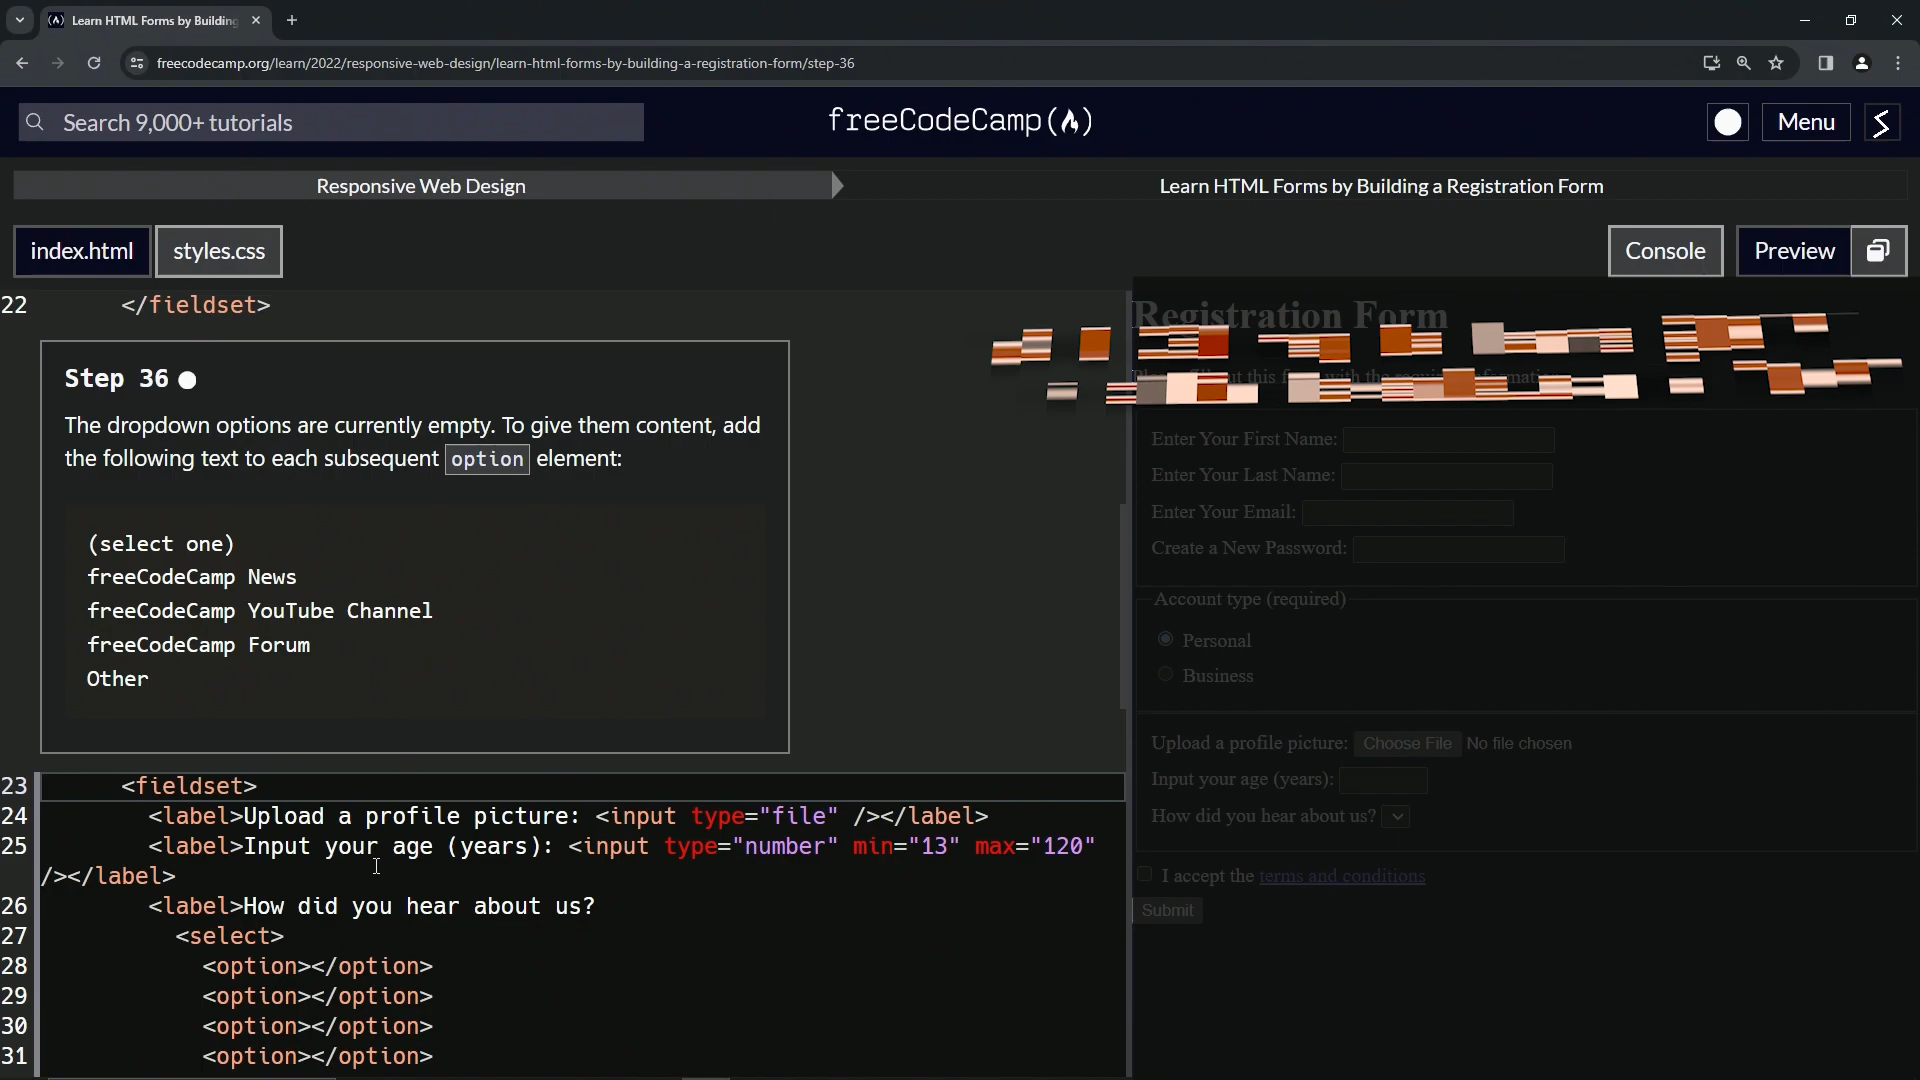 Learn HTML Forms by Building
freecodecamp.org/learn/2022/responsive-web-design/learn-html-forms-by-building-a-registration-form/step-36
Search 9,000+ tutorials
freeCodeCamp
Menu
Responsive Web Design
Learn HTML Forms by Building a Registration Form
index.html
styles.css
Console
Preview
22 </fieldset>
Step 36
The dropdown options are currently empty. To give them content, add
the following text to each subsequent option element:
(select one)
freeCodeCamp News
freeCodeCamp YouTube Channel
freeCodeCamp Forum
Other
23 <fieldset>
24 <label>Upload a profile picture: <input type="file" /></label>
25 <label>Input your age (years): <input type="number" min="13" max="120"
/></label>
26 <label>How did you hear about us?
27 <select>
28 <option></option>
29 <option></option>
30 <option></option>
31 <option></option>
Registration Form
out this with the
Enter Your First Name:
Enter Your Last Name:
Enter Your Email:
Create a New Password:
Account type (required)
Personal
Business
Upload a profile picture: Choose File No file chosen
Input your age (years):
How did you hear about us?
I accept the terms and conditions
Submit